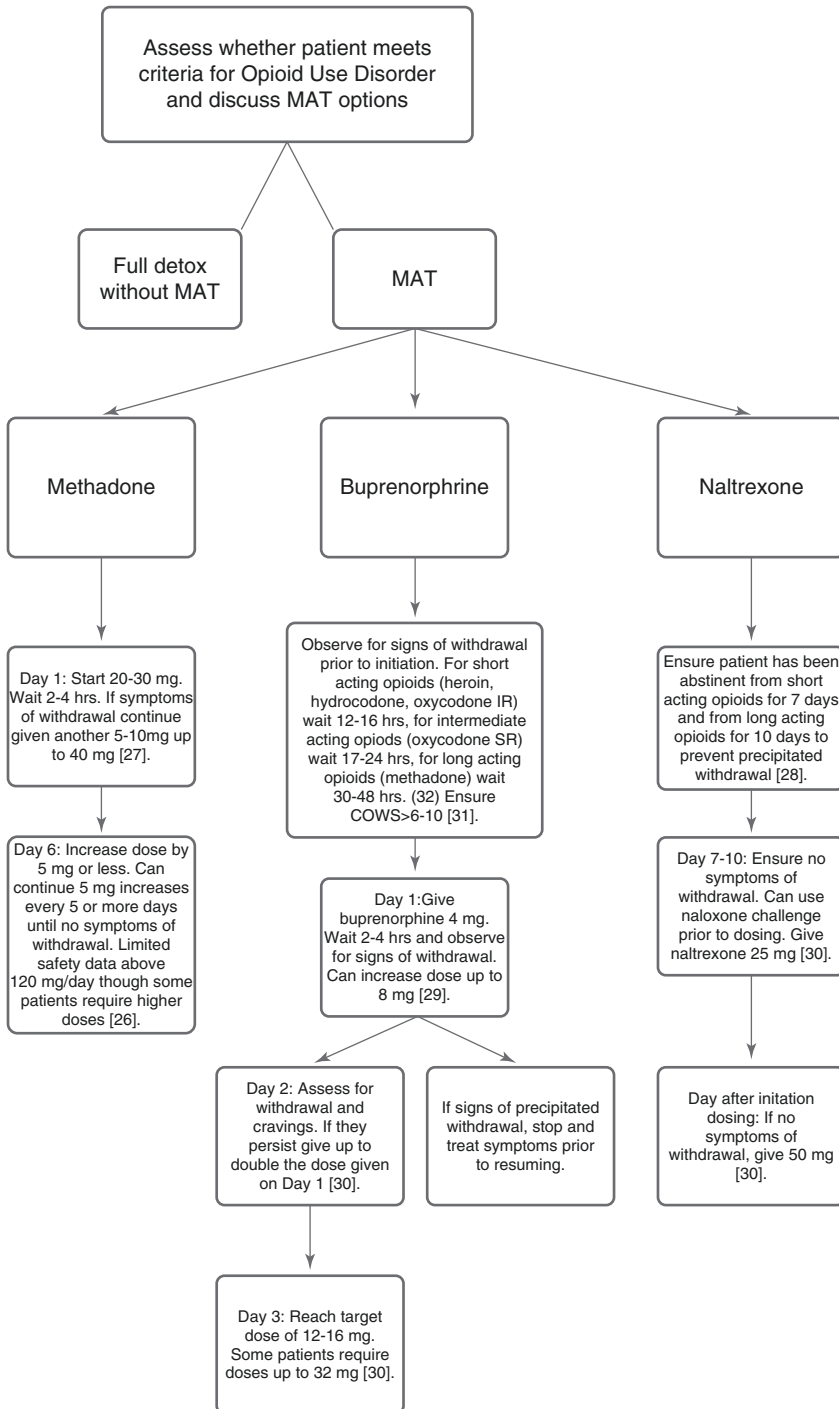 Assess whether patient meets
criteria for Opioid Use Disorder
and discuss MAT options
Full detox
without MAT
MAT
Methadone
Buprenorphrine
Naltrexone
Day 1: Start 20-30 mg.
Wait 2-4 hrs. If symptoms
of withdrawal continue
given another 5-10mg up
to 40 mg [27].
Day 6: Increase dose by
5 mg or less. Can
continue 5 mg increases
every 5 or more days
until no symptoms of
withdrawal. Limited
safety data above
120 mg/day though some
patients require higher
doses [26].
Observe for signs of withdrawal
prior to initiation. For short
acting opioids (heroin,
hydrocodone, oxycodone IR)
wait 12-16 hrs, for intermediate
acting opiods (oxycodone SR)
wait 17-24 hrs, for long acting
opioids (methadone) wait
30-48 hrs. (32) Ensure
COWS>6-10 [31].
Day 1:Give
buprenorphine 4 mg.
Wait 2-4 hrs and observe
for signs of withdrawal.
Can increase dose up to
8 mg [29].
Day 2: Assess for
withdrawal and
cravings. If they
persist give up to
double the dose given
on Day 1 [30].
If signs of precipitated
withdrawal, stop and
treat symptoms prior
to resuming.
Day 3: Reach target
dose of 12-16 mg.
Some patients require
doses up to 32 mg [30].
Ensure patient has been
abstinent from short
acting opioids for 7 days
and from long acting
opioids for 10 days to
prevent precipitated
withdrawal [28].
Day 7-10: Ensure no
symptoms of
withdrawal. Can use
naloxone challenge
prior to dosing. Give
naltrexone 25 mg [30].
Day after initation
dosing: If no
symptoms of
withdrawal, give 50 mg
[30].